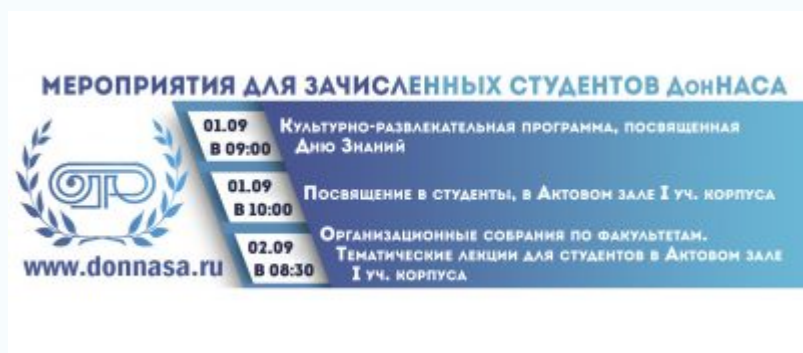 МЕРОПРИЯТИЯ ДЛЯ ЗАЧИСЛЕННЫХ СТУДЕНТОВ ДонНАСА
01.09
В 09:00
Культурно-развлекательная программа, посвященная
Дню Знаний
01.09
В 10:00
Посвящение в студенты, в Актовом зале I уч. корпуса
02.09
В 08:30
Организационные собрания по факультетам.
Тематические лекции для студентов в Актовом зале
I уч. корпуса
www.donnasa.ru